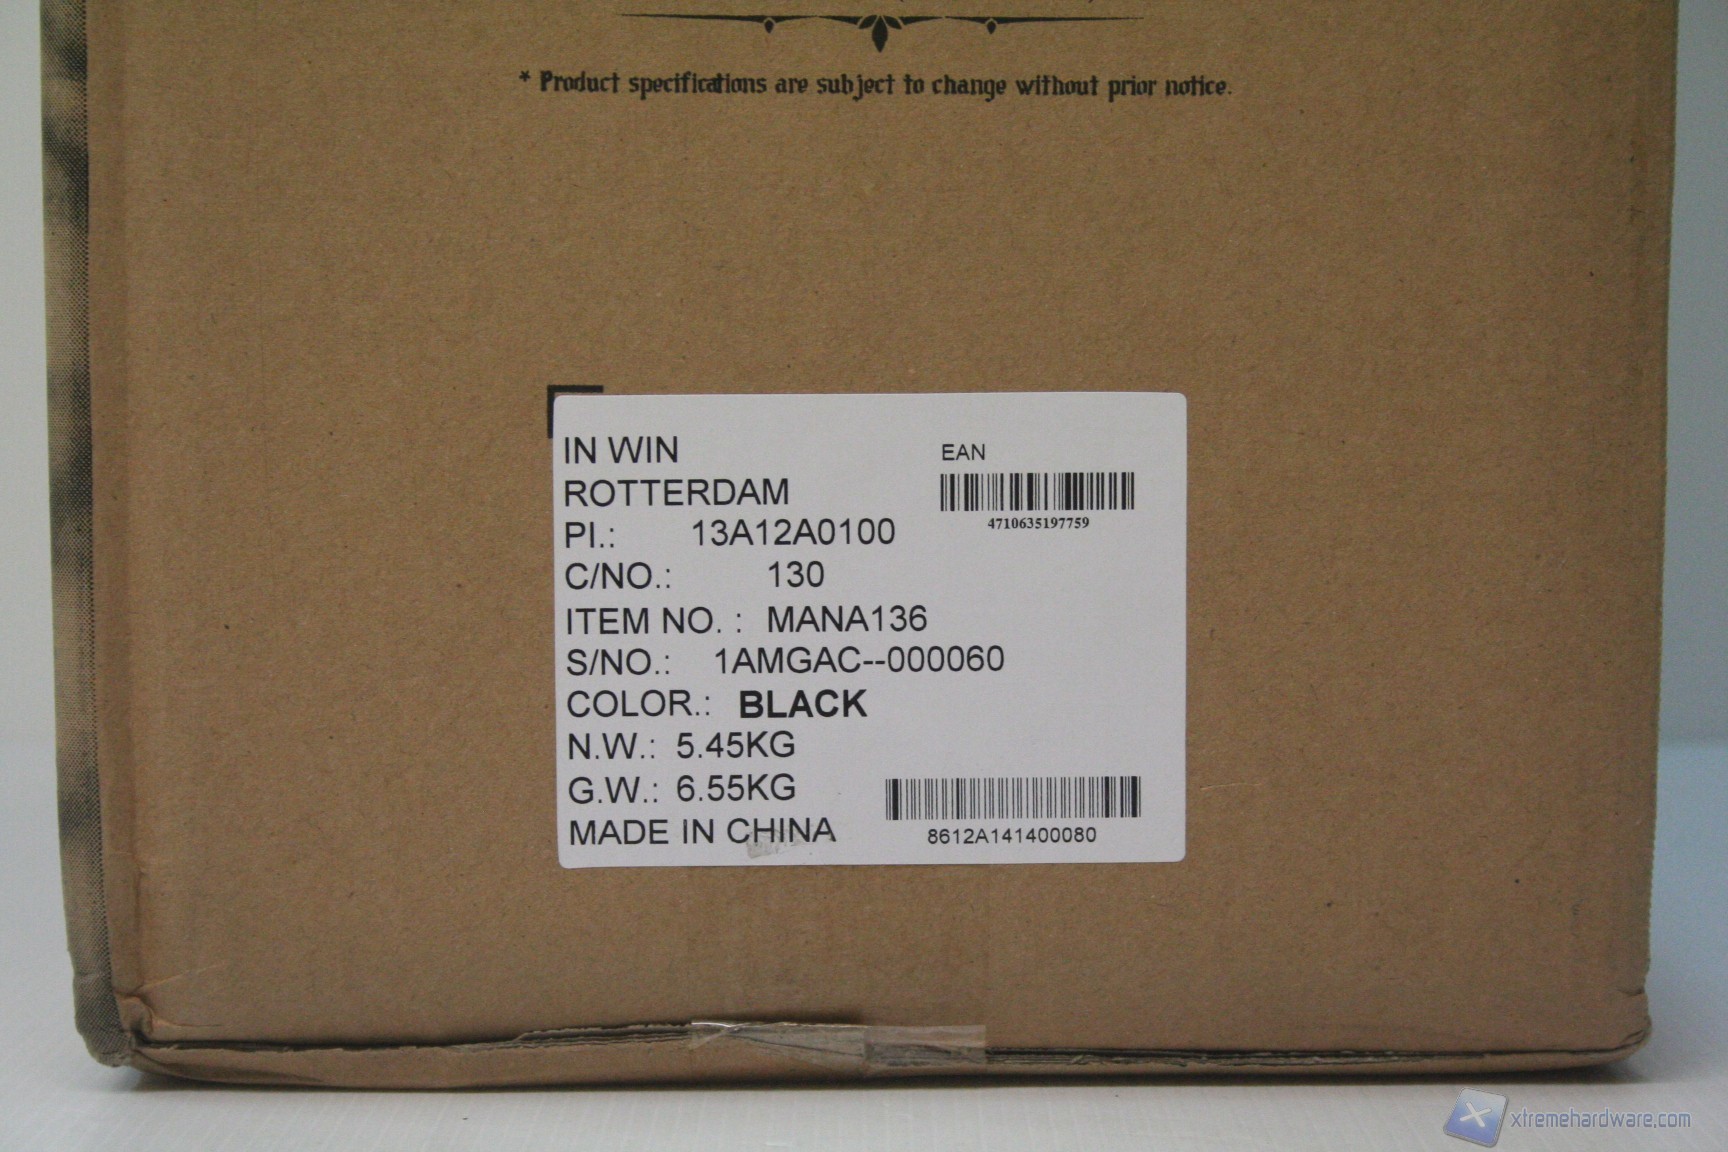 * Product specifications are subject to change without prior notice.
IN WIN
ROTTERDAM
PI.: 13A12A0100
C/NO.: 130
ITEM NO. : MANA136
S/NO.: 1AMGAC--000060
COLOR.: BLACK
N.W.: 5.45KG
G.W.: 6.55KG
MADE IN CHINA
EAN
4710635197759
8612A141400080
xtremehardware.com